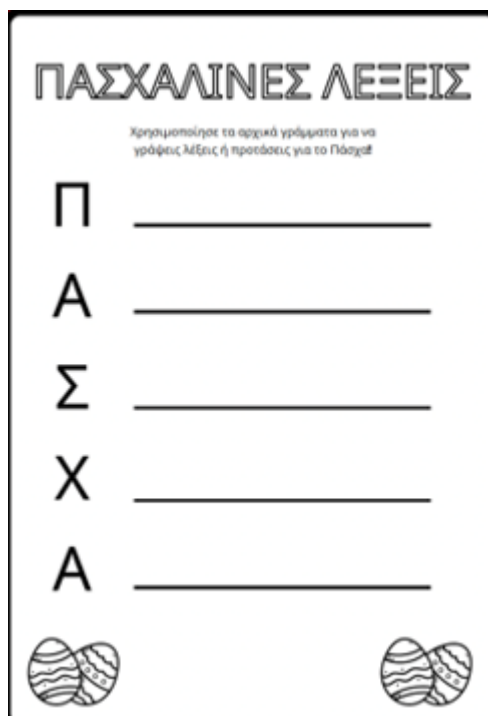 ΠΑΣΧΑΛΙΝΕΣ ΛΕΞΕΙΣ
Χρησιμοποίησε τα αρχικά γράμματα για να
γράψεις λέξεις ή προτάσεις για το Πάσχα!
Π
Α
Σ
Χ
Α